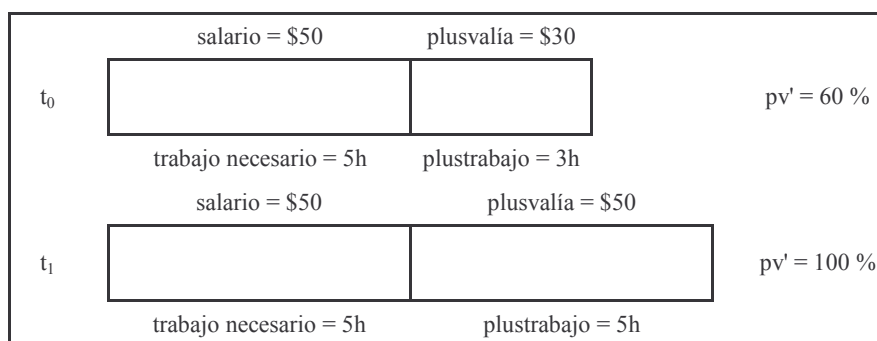 salario = $50 plusvalía = $30
t0 pv' = 60 %
trabajo necesario = 5h plustrabajo = 3h
salario = $50 plusvalía = $50
t1 pv' = 100 %
trabajo necesario = 5h plustrabajo = 5h